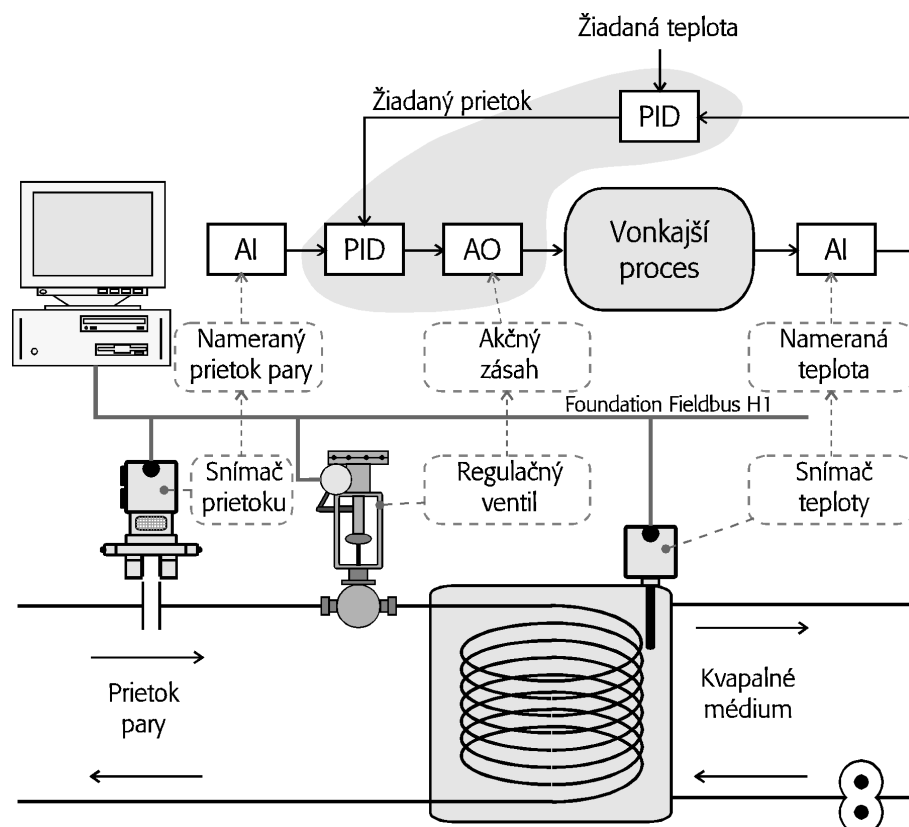 Žiadaná teplota
Žiadaný prietok
PID
AI
PID
AO
Vonkajší
proces
AI
Nameraný
prietok pary
Akčný
zásah
Nameraná
teplota
Foundation Fieldbus H1
Snímač
prietoku
Regulačný
ventil
Snímač
teploty
Prietok
pary
Kvapalné
médium